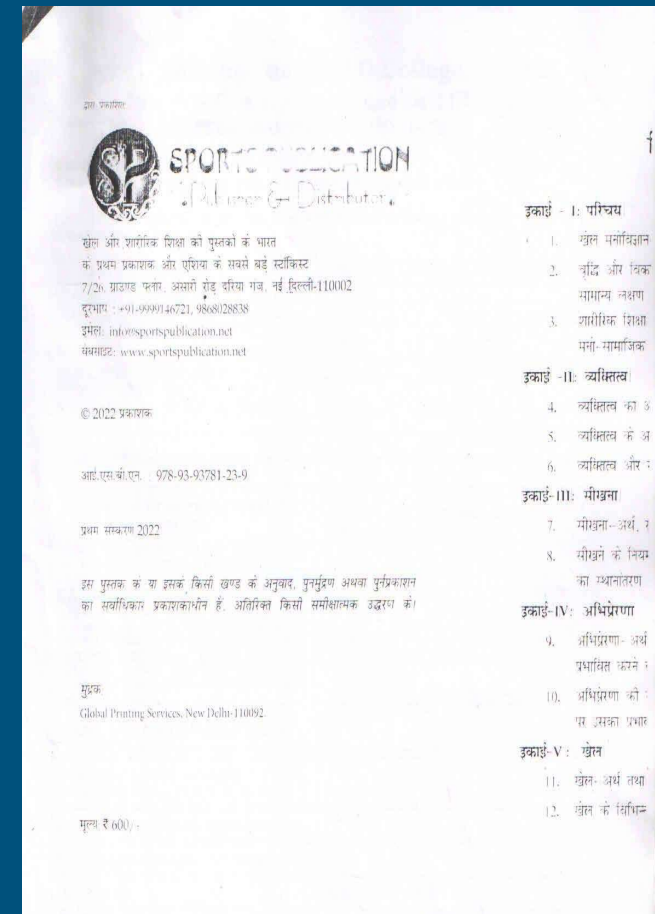 द्वारा प्रकाशित
SPORTS PUBLICATION
Publisher & Distributor
खेल और शारीरिक शिक्षा की पुस्तकों के भारत
के प्रथम प्रकाशक और एशिया के सबसे बड़े स्टॉकिस्ट
7/26, ग्राउण्ड फ्लोर, अंसारी रोड़ दरिया गंज, नई दिल्ली-110002
दूरभाष : +91-9999146721, 9868028838
इमेल: info@sportspublication.net
वेबसाइट: www.sportspublication.net
© 2022 प्रकाशक
आई.एस.बी.एन. : 978-93-93781-23-9
प्रथम संस्करण 2022
इस पुस्तक के या इसके किसी खण्ड के अनुवाद, पुनर्मुद्रण अथवा पुर्नप्रकाशन
का सर्वाधिकार प्रकाशकाधीन है, अतिरिक्त किसी समीक्षात्मक उद्धरण के।
मुद्रक
Global Printing Services, New Delhi-110092.
मूल्य: ₹ 600/-
इकाई - I: परिचय
1. खेल मनोविज्ञान
2. वृद्धि और विक
सामान्य लक्षण
3. शारीरिक शिक्षा
मनो-सामाजिक
इकाई -II: व्यक्तित्व
4. व्यक्तित्व का अ
5. व्यक्तित्व के अ
6. व्यक्तित्व और
इकाई-III: सीखना
7. सीखना-अर्थ,
8. सीखने के नियम
का स्थानांतरण
इकाई-IV: अभिप्रेरणा
9. अभिप्रेरणा- अर्थ
प्रभावित करने
10. अभिप्रेरणा की
पर उसका प्रभाव
इकाई-V: खेल
11. खेल- अर्थ तथा
12. खेल के विभिन्न